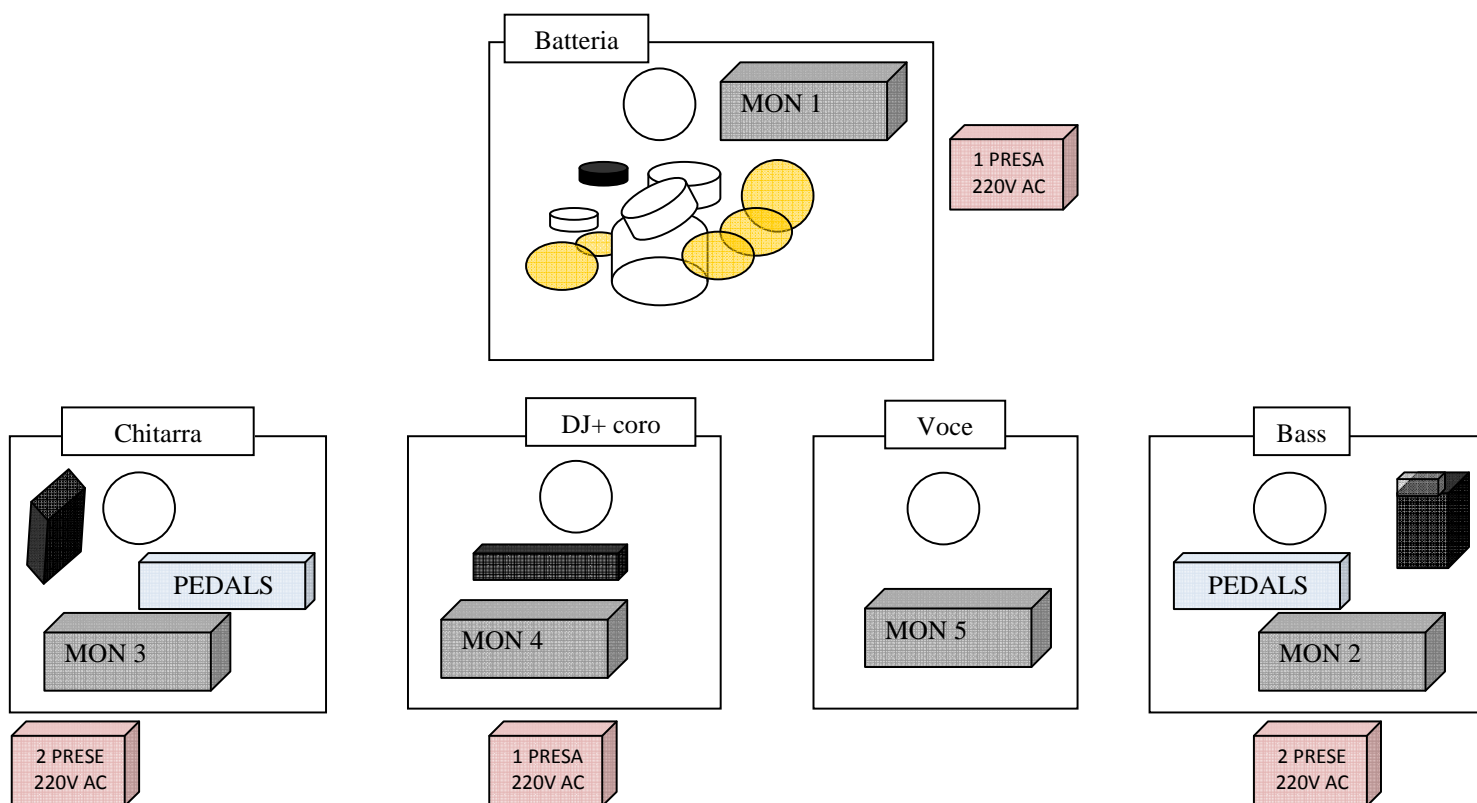 Batteria
MON 1
1 PRESA
220V AC
Chitarra
DJ+ coro
Voce
Bass
PEDALS
PEDALS
MON 3
MON 4
MON 5
MON 2
2 PRESE
220V AC
1 PRESA
220V AC
2 PRESE
220V AC